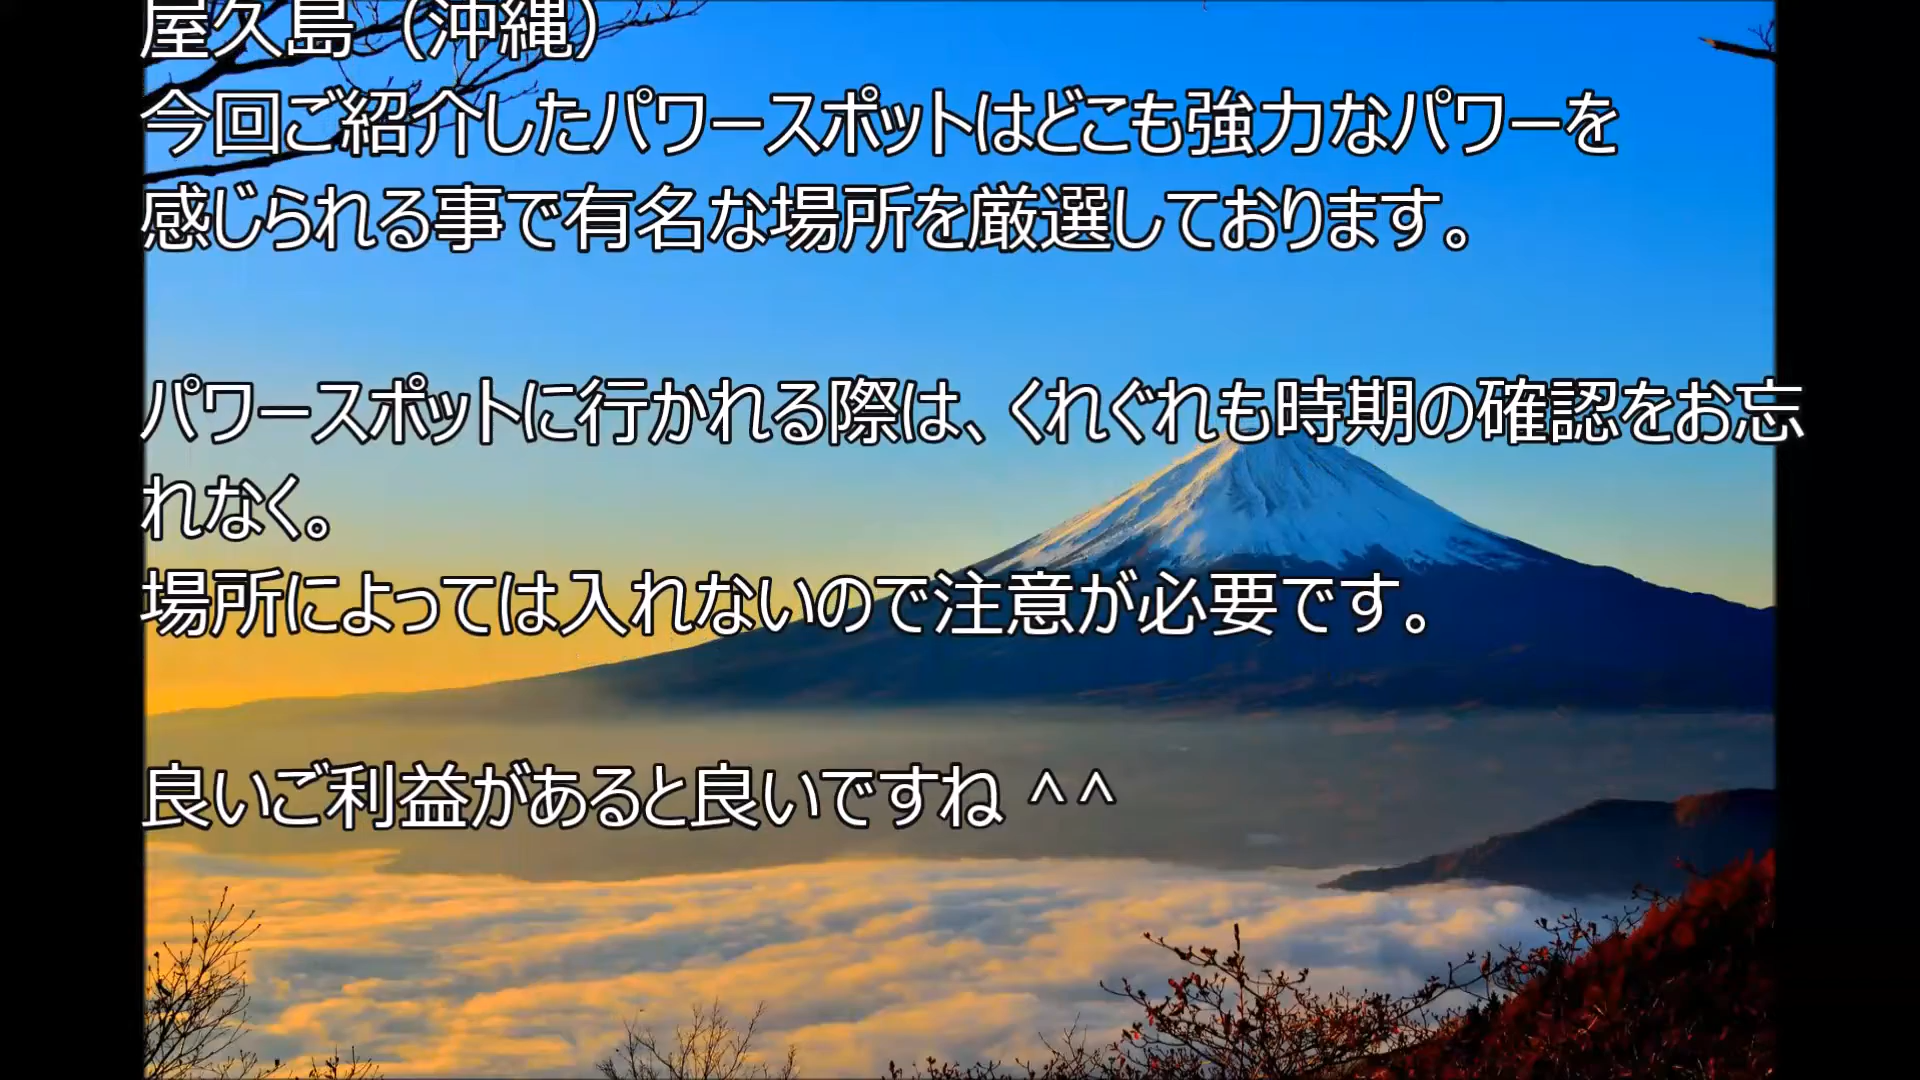 屋久島（沖縄）
今回ご紹介したパワースポットはどこも強力なパワーを
感じられる事で有名な場所を厳選しております。
パワースポットに行かれる際は、くれぐれも時期の確認をお忘
れなく。
場所によっては入れないので注意が必要です。
良いご利益があると良いですね ^ ^